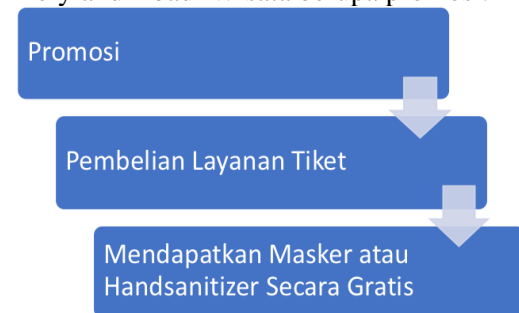 Promosi
Pembelian Layanan Tiket
Mendapatkan Masker atau
Handsanitizer Secara Gratis